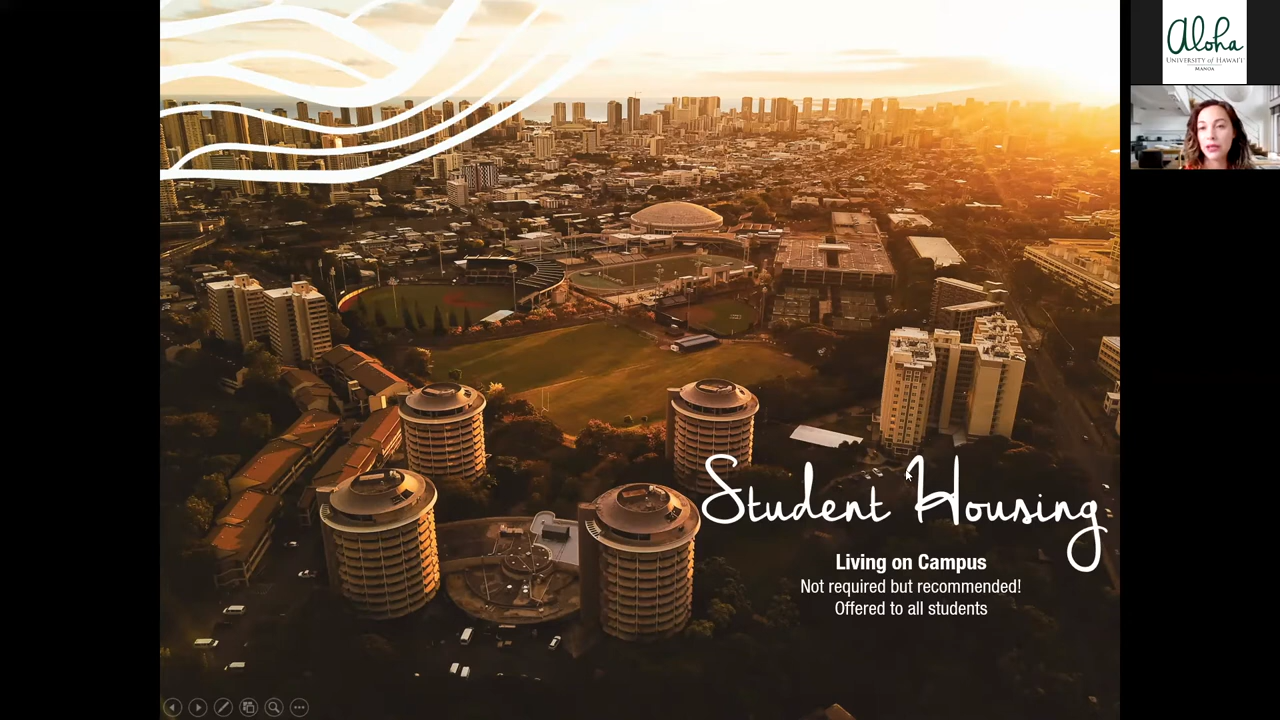 Aloha
UNIVERSITY OF HAWAI'I
MĀNOA
Student Housing
Living on Campus
Not required but recommended!
Offered to all students